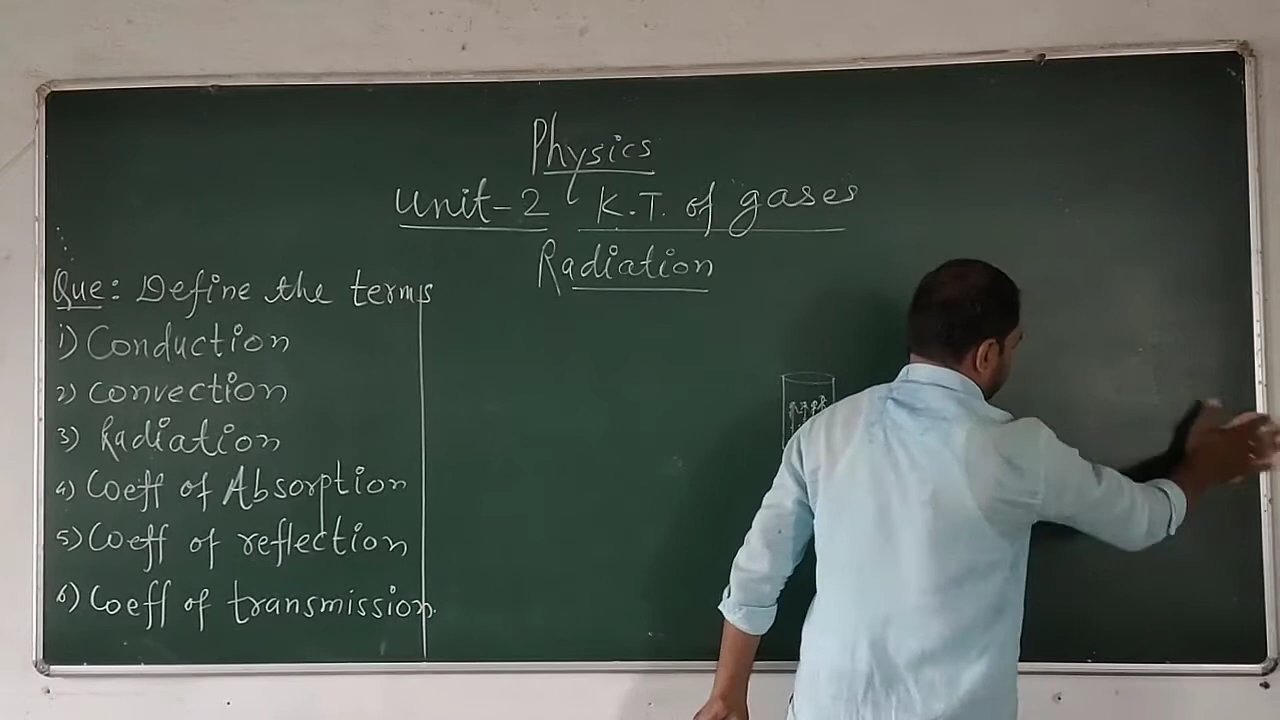 Physics
Unit-2 K.T. of gases
Radiation
Que: Define the terms
1) Conduction
2) Convection
3) Radiation
4) Coeff of Absorption
5) Coeff of reflection
6) Coeff of transmission.